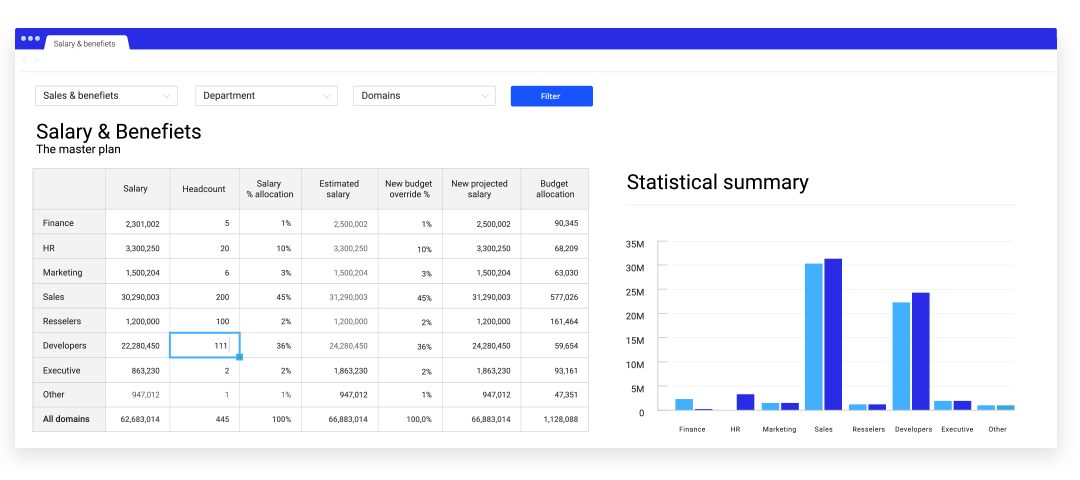 Salary & benefiets
Sales & benefiets Department Domains Filter
Salary & Benefiets
The master plan
Salary Headcount Salary % allocation Estimated salary New budget override % New projected salary Budget allocation
Finance 2,301,002 5 1% 2,500,002 1% 2,500,002 90,345
HR 3,300,250 20 10% 3,300,250 10% 3,300,250 68,209
Marketing 1,500,204 6 3% 1,500,204 3% 1,500,204 63,030
Sales 30,290,003 200 45% 31,290,003 45% 31,290,003 577,026
Resselers 1,200,000 100 2% 1,200,000 2% 1,200,000 161,464
Developers 22,280,450 111 36% 24,280,450 36% 24,280,450 59,654
Executive 863,230 2 2% 1,863,230 2% 1,863,230 93,161
Other 947,012 1 1% 947,012 1% 947,012 47,351
All domains 62,683,014 445 100% 66,883,014 100,0% 66,883,014 1,128,088
Statistical summary
35M
30M
25M
20M
15M
10M
5M
0
Finance HR Marketing Sales Resselers Developers Executive Other